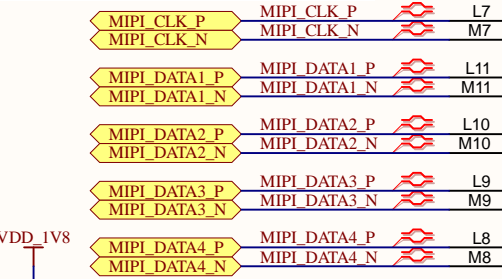 MIPI_CLK_P MIPI_CLK_P L7
MIPI_CLK_N MIPI_CLK_N M7
MIPI_DATA1_P MIPI_DATA1_P L11
MIPI_DATA1_N MIPI_DATA1_N M11
MIPI_DATA2_P MIPI_DATA2_P L10
MIPI_DATA2_N MIPI_DATA2_N M10
MIPI_DATA3_P MIPI_DATA3_P L9
MIPI_DATA3_N MIPI_DATA3_N M9
VDD_1V8
MIPI_DATA4_P MIPI_DATA4_P L8
MIPI_DATA4_N MIPI_DATA4_N M8